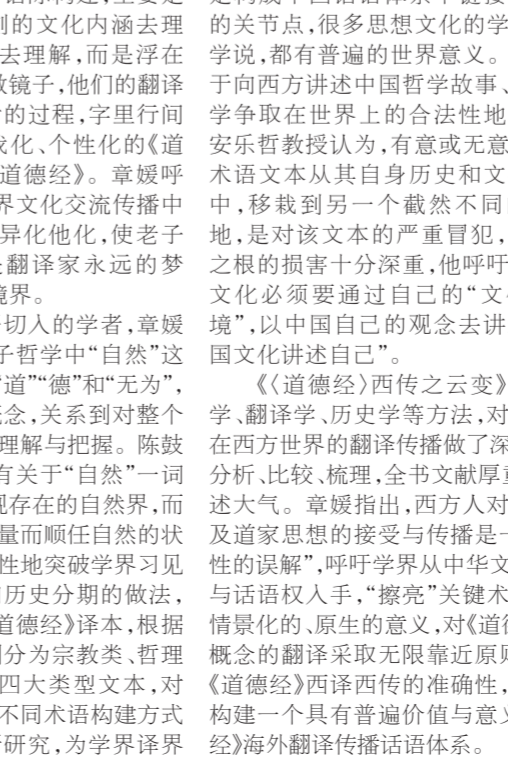 刻的文化内涵去理
去理解，而是浮在
镜子，他们的翻译
的过程，字里行间
化、个性化的《道
道德经》。章媛呼
界文化交流传播中
异化他化，使老子
翻译家永远的梦
境界。
切入的学者，章媛
子哲学中“自然”这
“道”“德”和“无为”，
概念，关系到对整个
理解与把握。陈鼓
有关于“自然”一词
现存在的自然界，而
量而顺任自然的状
性地突破学界习见
历史分期的做法，
道德经》译本，根据
分为宗教类、哲理
四大类型文本，对
不同术语构建方式
研究，为学界译界
的关节点，很多思想文化的学
学说，都有普遍的世界意义。
于向西方讲述中国哲学故事、
学争取在世界上的合法性地
安乐哲教授认为，有意或无意
术语文本从其自身历史和文
中，移栽到另一个截然不同
地，是对该文本的严重冒犯，
之根的损害十分深重，他呼吁
文化必须要通过自己的“文
境”，以中国自己的观念去讲
国文化讲述自己”。
《〈道德经〉西传之云变》
学、翻译学、历史学等方法，对
在西方世界的翻译传播做了深
分析、比较、梳理，全书文献厚重
述大气。章媛指出，西方人对
及道家思想的接受与传播是一
性的误解”，呼吁学界从中华文
与话语权入手，“擦亮”关键术
情景化的、原生的意义，对《道
概念的翻译采取无限靠近原则
《道德经》西译西传的准确性，
构建一个具有普遍价值与意义
经》海外翻译传播话语体系。